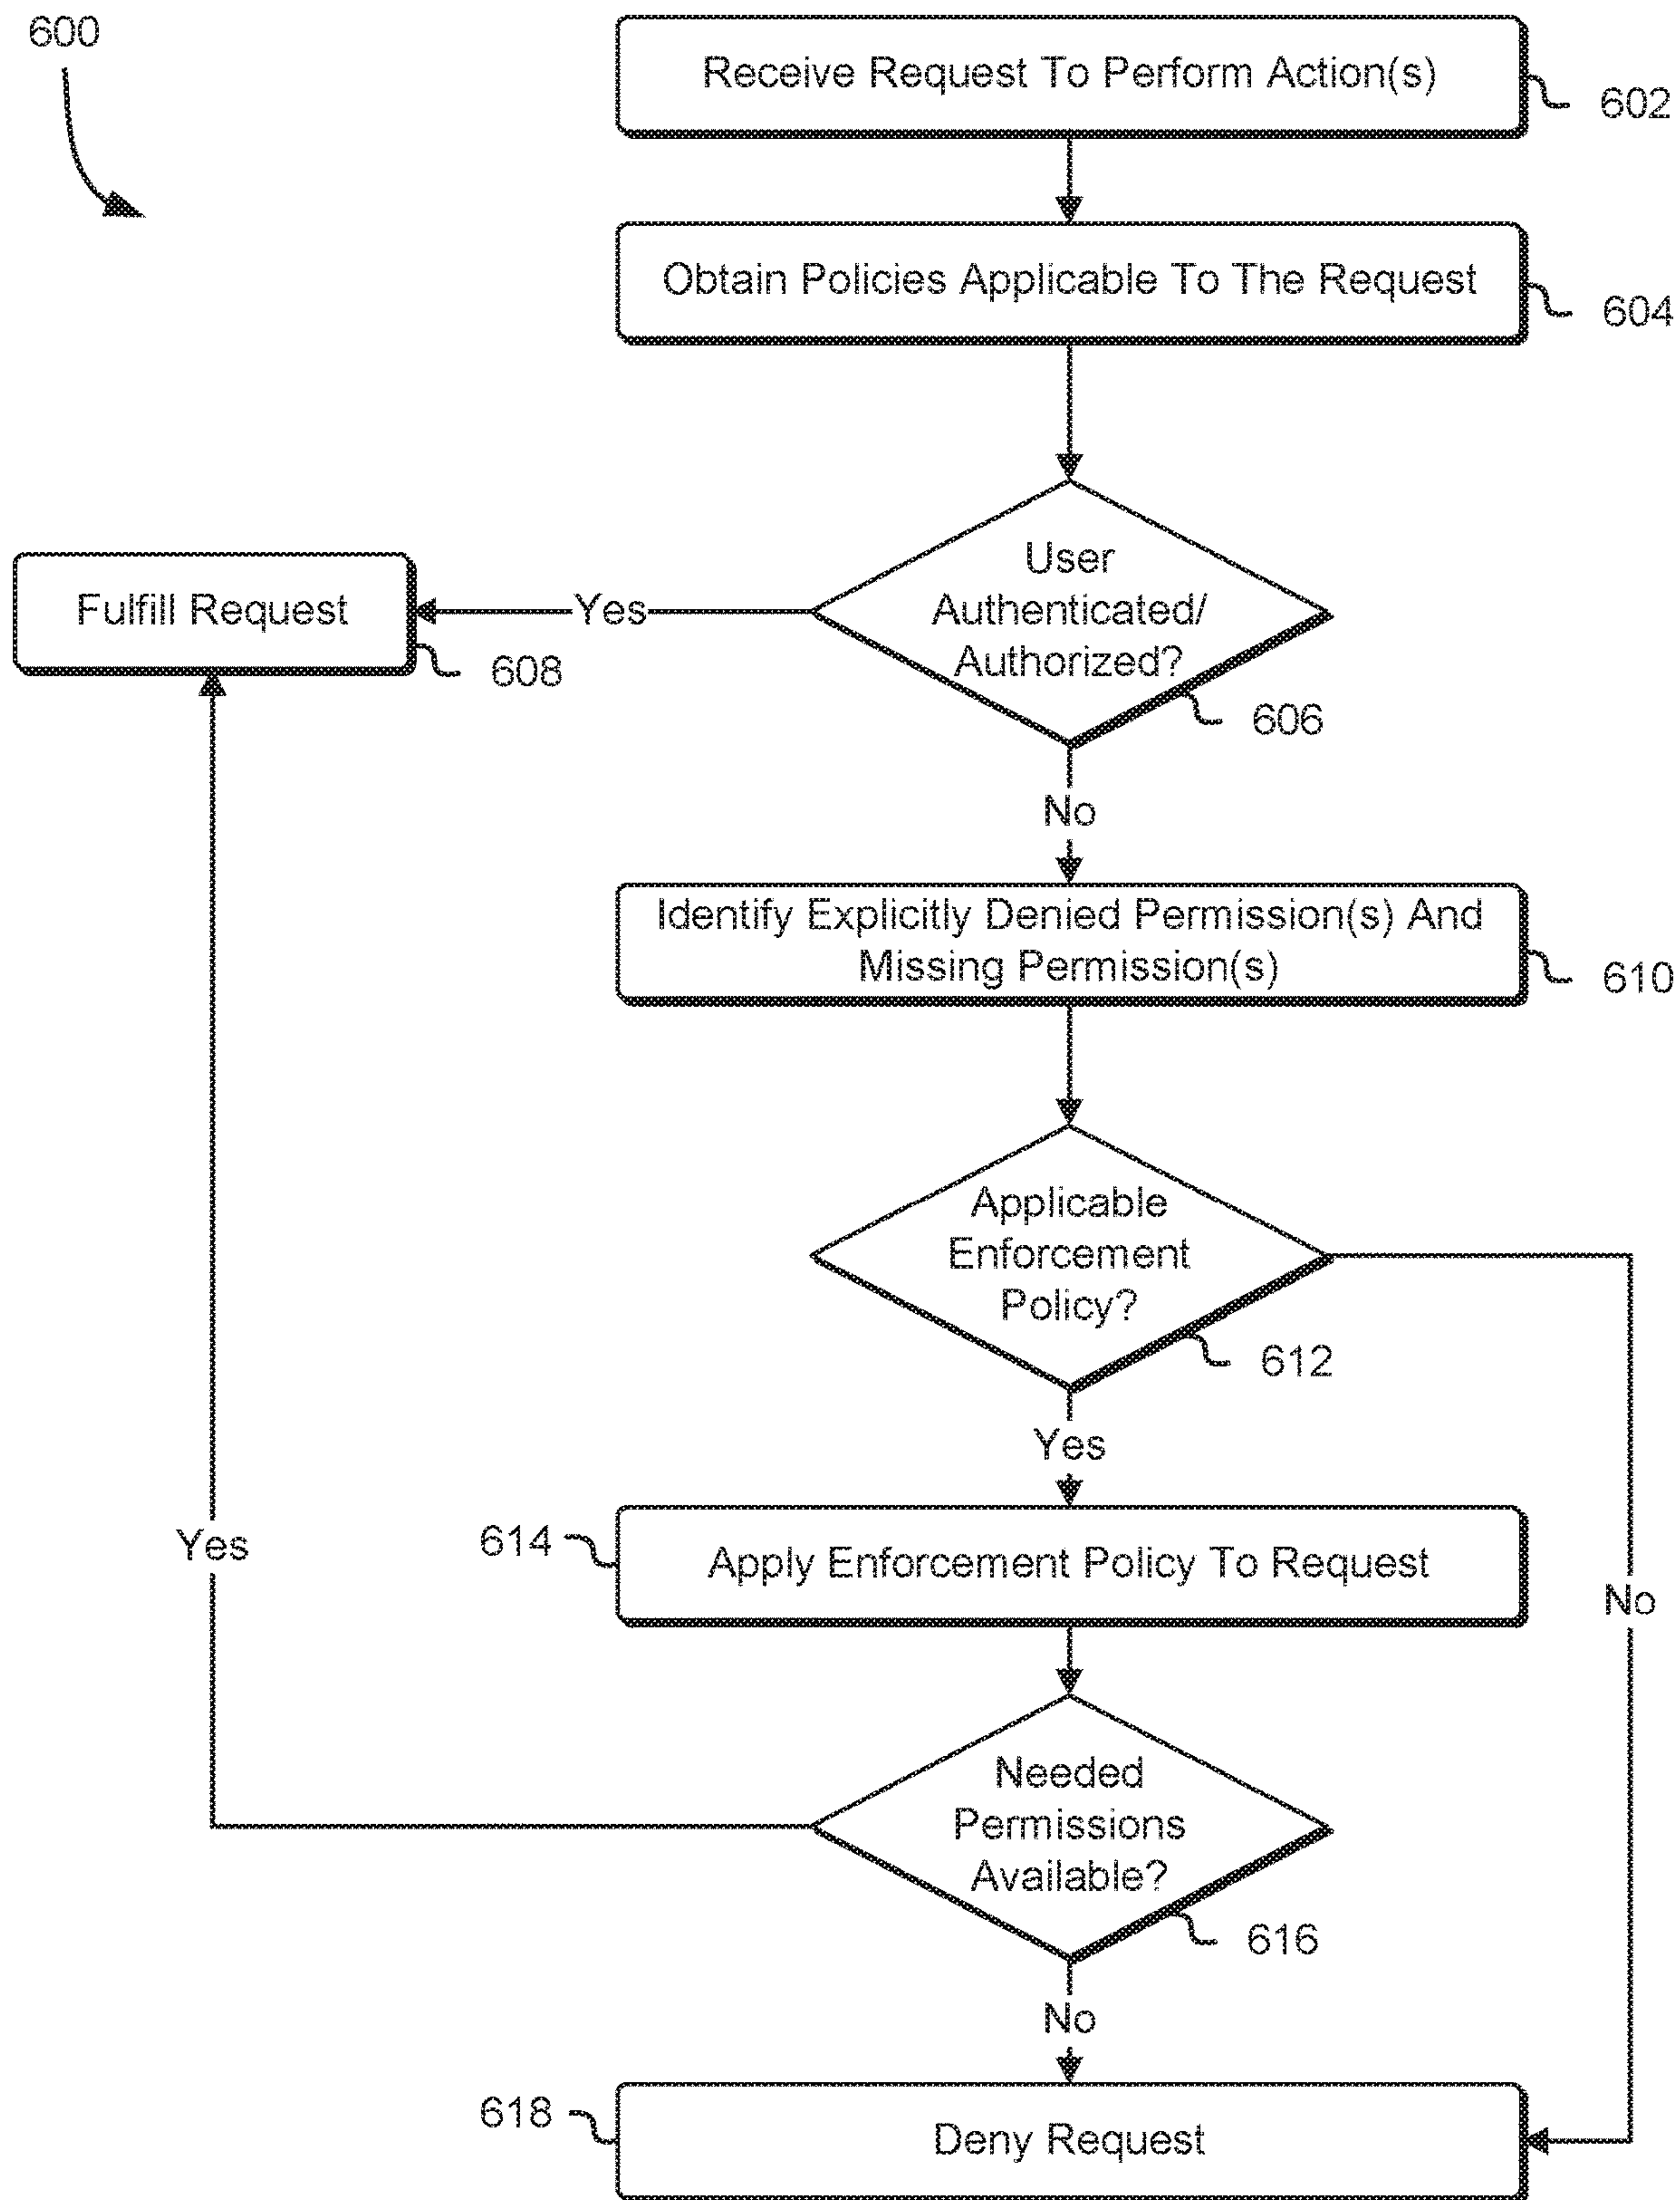 600
Receive Request To Perform Action(s)
602
Obtain Policies Applicable To The Request
604
User
Authenticated/
Authorized?
606
Yes
Fulfill Request
608
No
Identify Explicitly Denied Permission(s) And
Missing Permission(s)
610
Applicable
Enforcement
Policy?
612
Yes
614
Apply Enforcement Policy To Request
Yes
No
Needed
Permissions
Available?
616
No
618
Deny Request